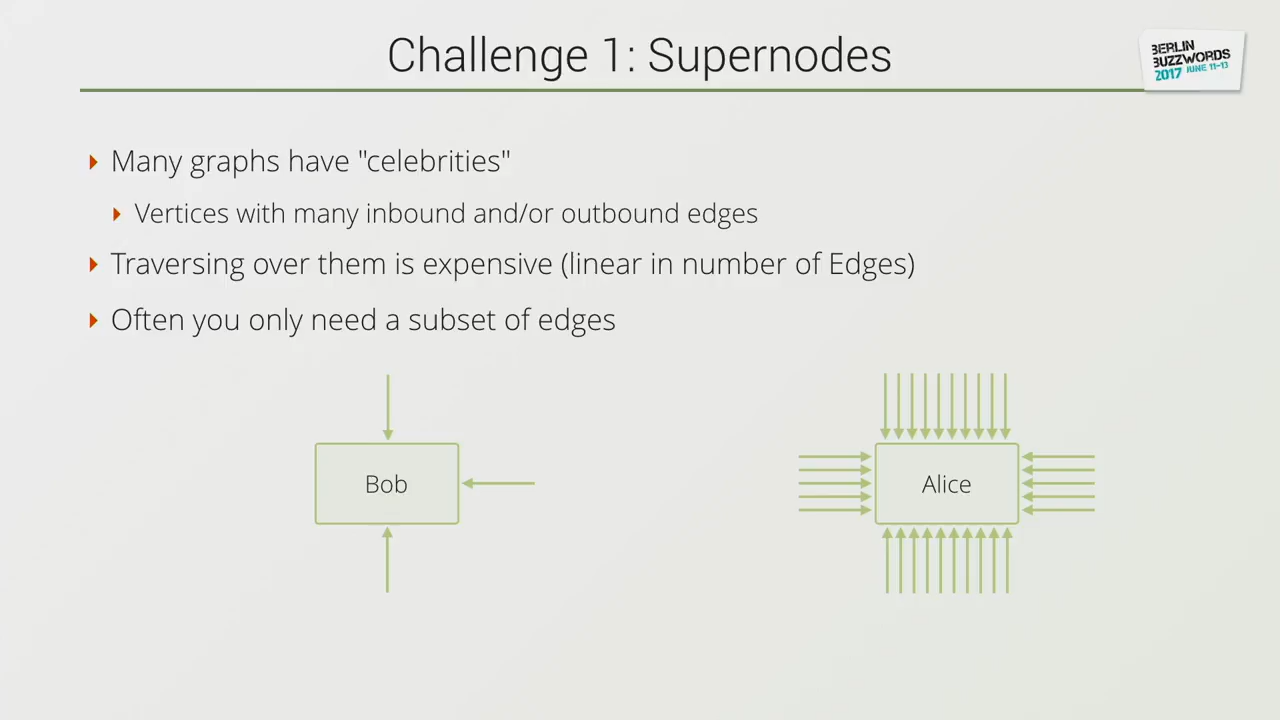 Challenge 1: Supernodes
BERLIN
BUZZWORDS
2017 JUNE 11-13
Many graphs have "celebrities"
Vertices with many inbound and/or outbound edges
Traversing over them is expensive (linear in number of Edges)
Often you only need a subset of edges
Bob
Alice